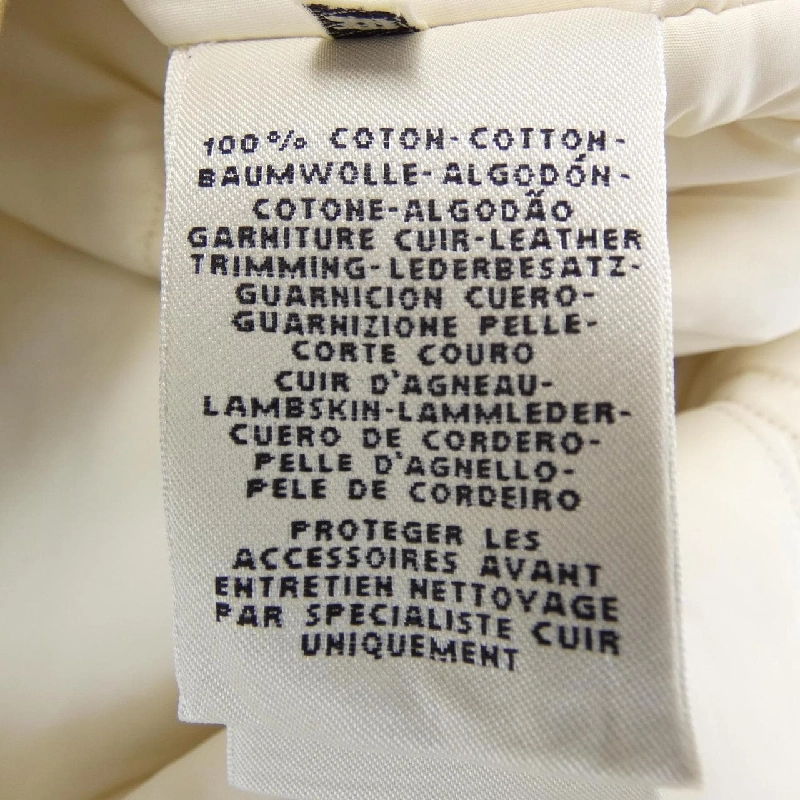 100% COTON-COTTON-
BAUMWOLLE-ALGODÓN-
COTONE-ALGODÃO
GARNITURE CUIR-LEATHER
TRIMMING-LEDERBESATZ-
GUARNICION CUERO-
GUARNIZIONE PELLE-
CORTE COURO
CUIR D'AGNEAU-
LAMBSKIN-LAMMLEDER-
CUERO DE CORDERO-
PELLE D'AGNELLO-
PELE DE CORDEIRO
PROTEGER LES
ACCESSOIRES AVANT
ENTRETIEN NETTOYAGE
PAR SPECIALISTE CUIR
UNIQUEMENT